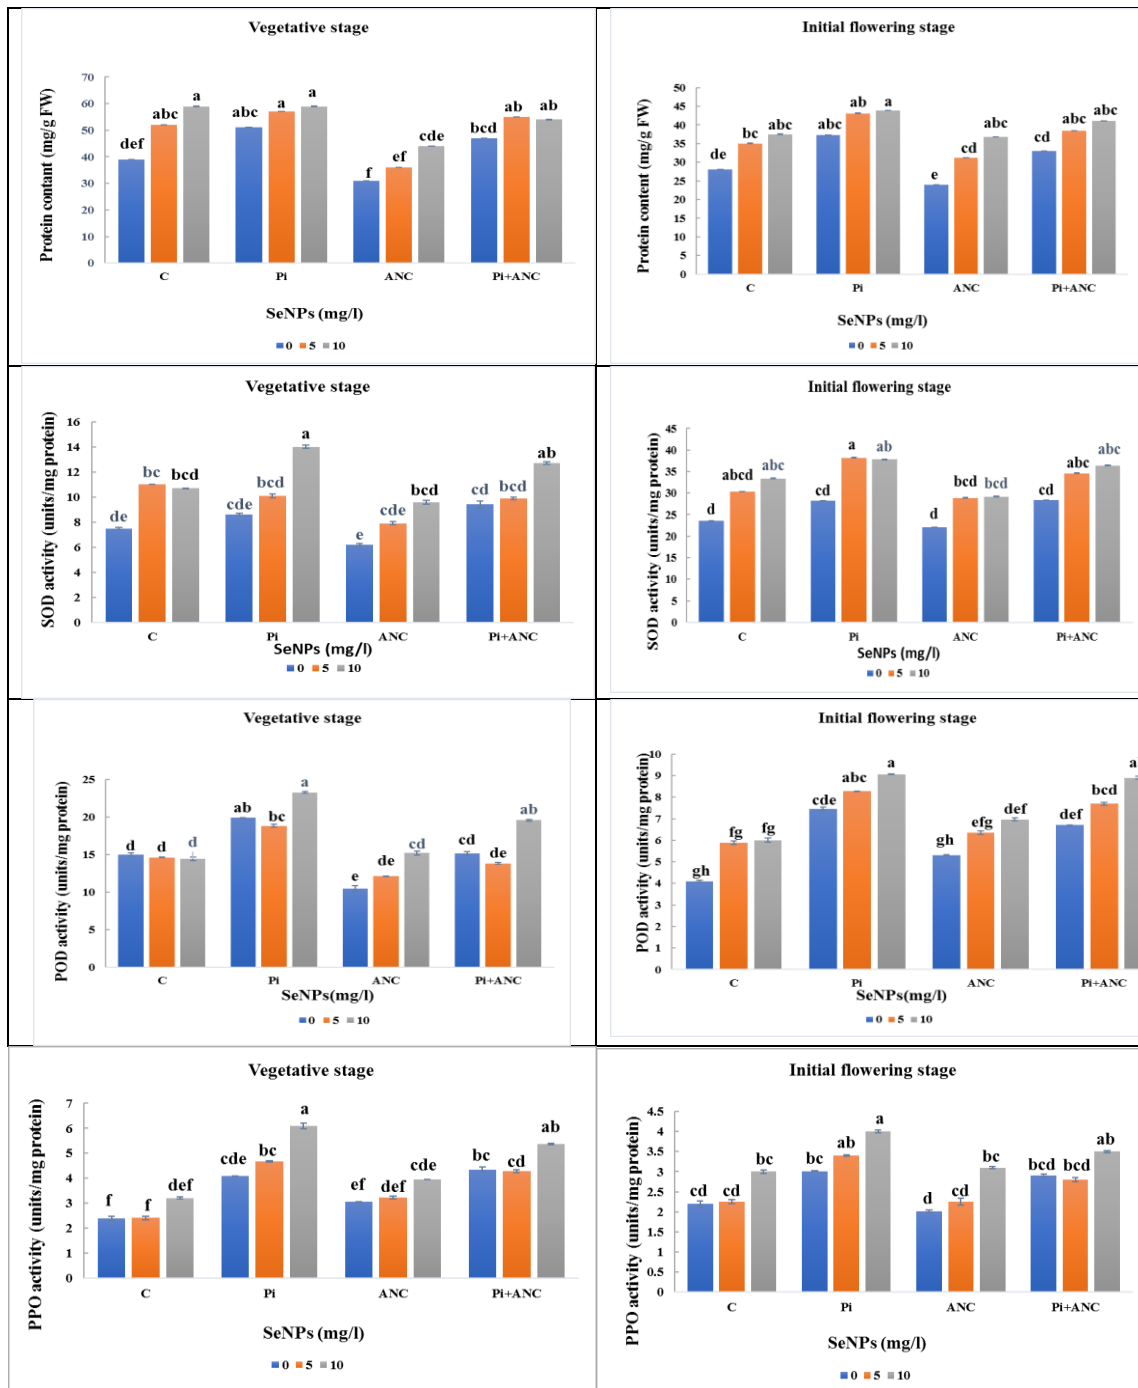 Vegetative stage
Protein contant (mg/g FW)
70
60
50
40
30
20
10
0
def abc a
abc a a
f ef cde
bcd ab ab
C Pi ANC Pi+ANC
SeNPs (mg/l)
0 5 10
Initial flowering stage
Protein content (mg/g FW)
50
45
40
35
30
25
20
15
10
5
0
de bc abc
abc ab a
e cd abc
cd abc abc
C Pi ANC Pi+ANC
SeNPs (mg/l)
0 5 10
Vegetative stage
SOD activity (units/mg protein)
16
14
12
10
8
6
4
2
0
de bc bcd
cde bcd a
e cde bcd
cd bcd ab
C Pi ANC Pi+ANC
SeNPs (mg/l)
0 5 10
Initial flowering stage
SOD activity (units/mg protein)
45
40
35
30
25
20
15
10
5
0
d abcd abc
cd a ab
d bcd bcd
cd abc abc
C Pi ANC Pi+ANC
SeNPs (mg/l)
0 5 10
Vegetative stage
POD activity (units/mg protein)
25
20
15
10
5
0
d d d
ab bc a
e de cd
cd de ab
C Pi ANC Pi+ANC
SeNPs(mg/l)
0 5 10
Initial flowering stage
POD activity (units/mg protein)
10
9
8
7
6
5
4
3
2
1
0
gh fg fg
cde abc a
gh efg def
def bcd a
C Pi ANC Pi+ANC
SeNPs(mg/l)
0 5 10
Vegetative stage
PPO activity (units/mg protein)
7
6
5
4
3
2
1
0
f f def
cde bc a
ef def cde
bc cd ab
C Pi ANC Pi+ANC
SeNPs (mg/l)
0 5 10
Initial flowering stage
PPO activity (units/mg protein)
4.5
4
3.5
3
2.5
2
1.5
1
0.5
0
cd cd bc
bc ab a
d cd bc
bcd bcd ab
C Pi ANC Pi+ANC
SeNPs (mg/l)
0 5 10